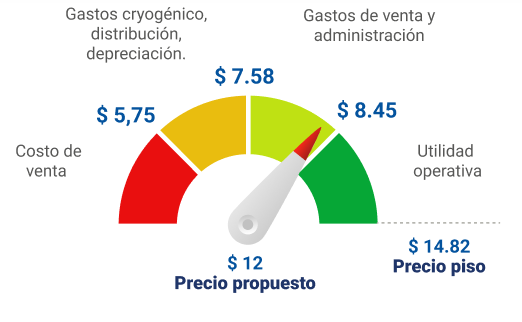 Gastos cryogénico,
distribución,
depreciación.
Gastos de venta y
administración
$ 7.58
$ 5,75
$ 8.45
Costo de
venta
Utilidad
operativa
$ 14.82
Precio piso
$ 12
Precio propuesto